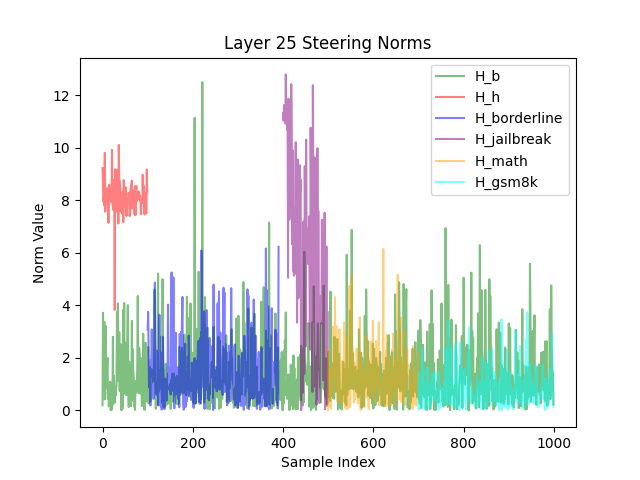 Layer 25 Steering Norms
Norm Value
12
10
8
6
4
2
0
H_b
H_h
H_borderline
H_jailbreak
H_math
H_gsm8k
0
200
400
600
800
1000
Sample Index